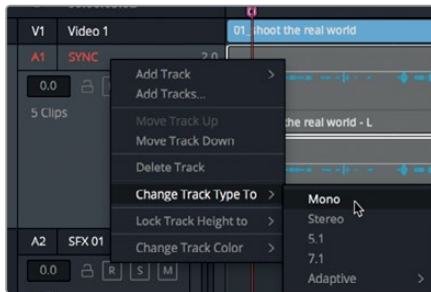 V1 Video 1
01_shoot the real world
A1 SYNC 2.0
0.0
5 Clips
the real world - L
Add Track >
Add Tracks...
Move Track Up
Move Track Down
Delete Track
Change Track Type To >
Lock Track Height to >
Change Track Color >
Mono
Stereo
5.1
7.1
Adaptive >
A2 SFX 01
0.0 R S M